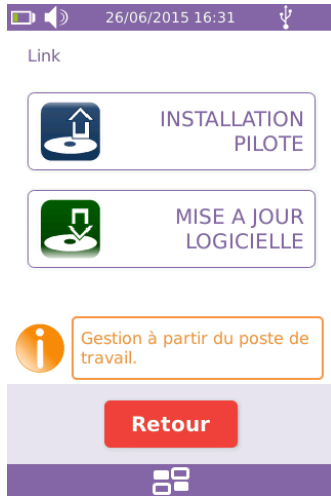 26/06/2015 16:31
Link
INSTALLATION
PILOTE
MISE A JOUR
LOGICIELLE
Gestion à partir du poste de
travail.
Retour